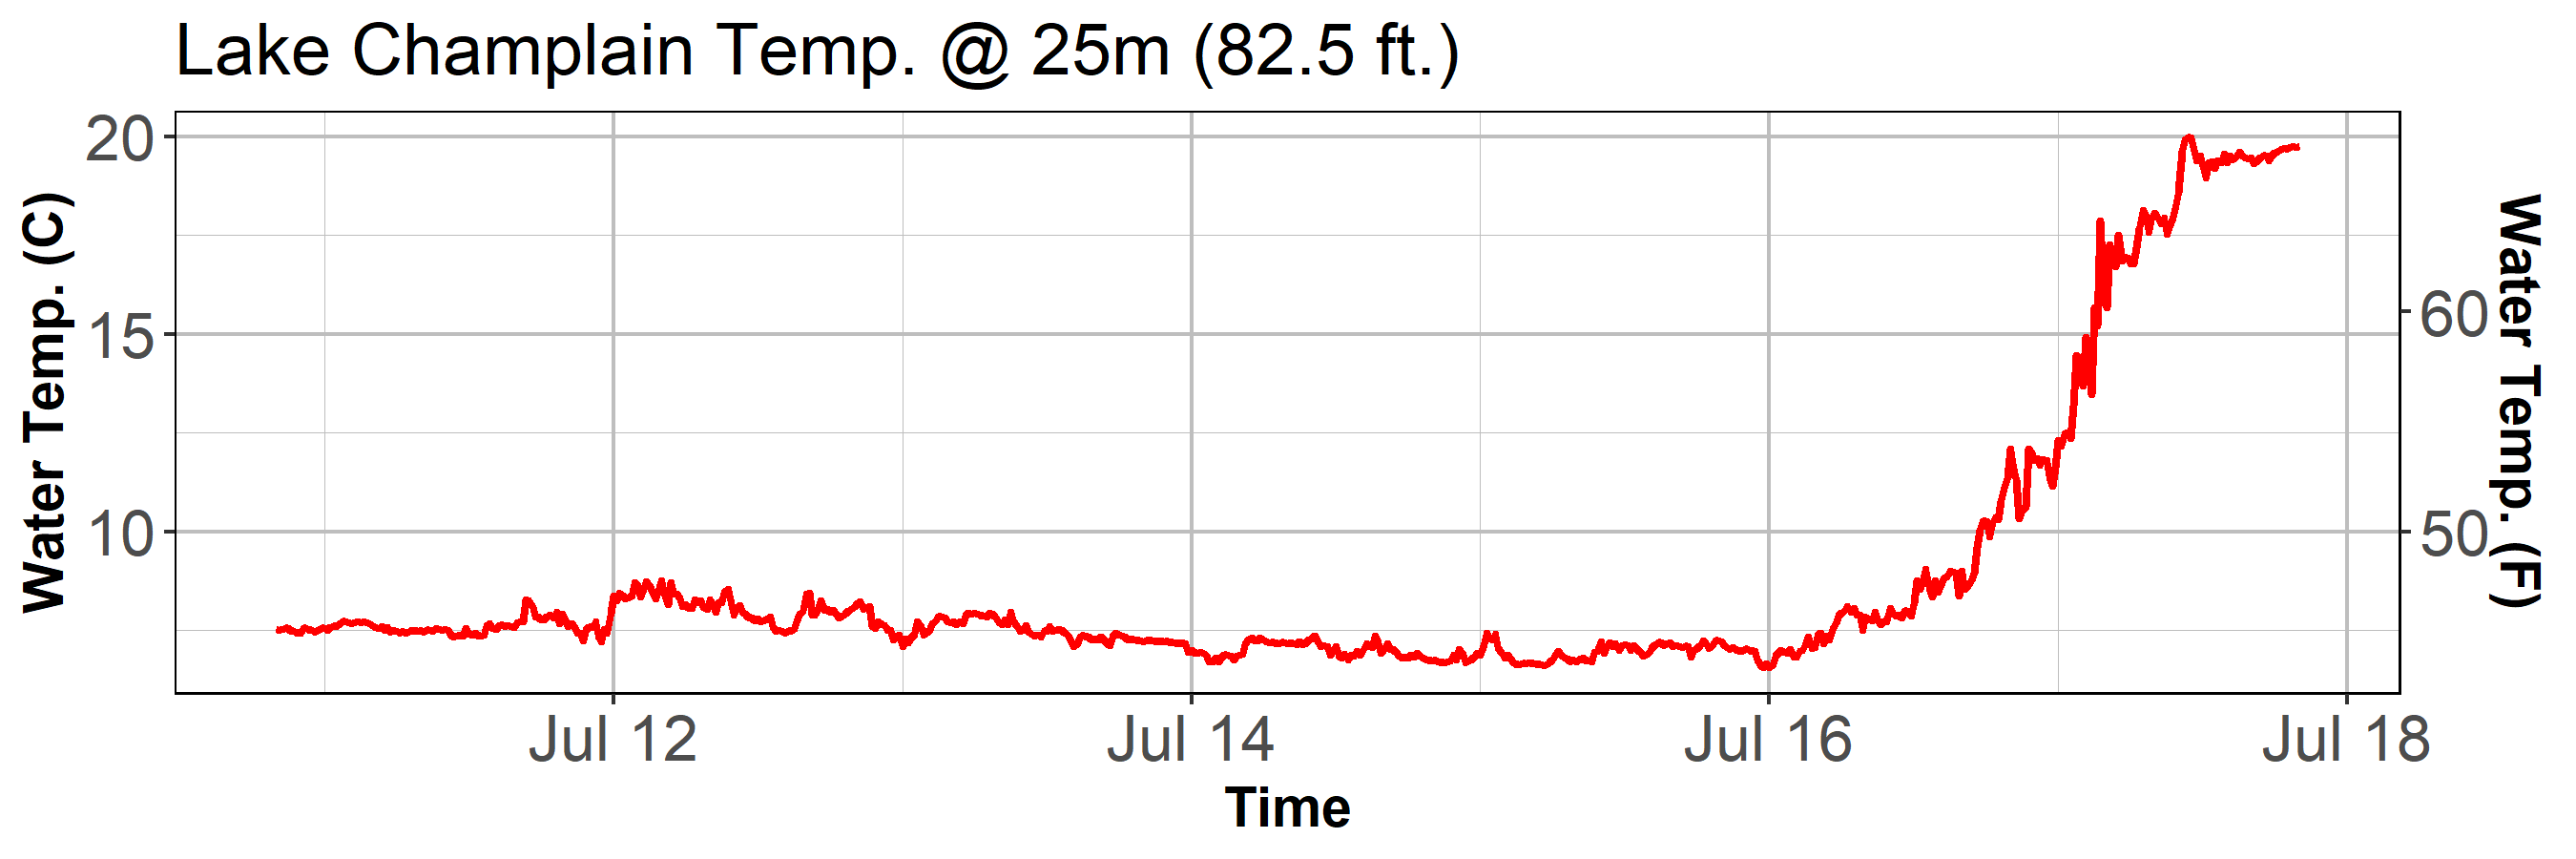 Lake Champlain Temp. @ 25m (82.5 ft.)
Water Temp. (C)
20
15
10
60
50
Water Temp. (F)
Jul 12
Jul 14
Jul 16
Jul 18
Time